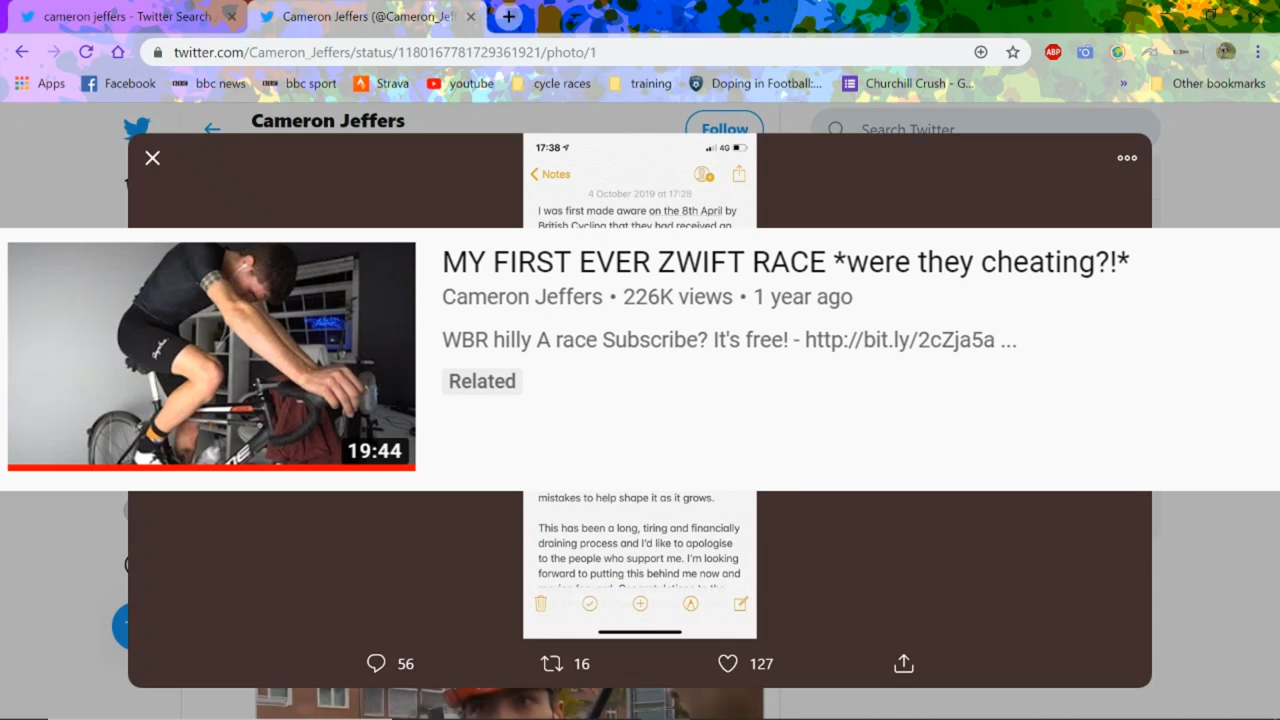 cameron jeffers - Twitter Search
Cameron Jeffers (@Cameron_Jef
twitter.com/Cameron_Jeffers/status/1180167781729361921/photo/1
ABP
Apps
Facebook
bbc news
bbc sport
Strava
youtube
cycle races
training
Doping in Football:...
Churchill Crush - G...
»
Other bookmarks
Cameron Jeffers
Follow
Search Twitter
17:38
4G
Notes
4 October 2019 at 17:28
I was first made aware on the 8th April by
British Cycling that they had received an
MY FIRST EVER ZWIFT RACE *were they cheating?!*
Cameron Jeffers • 226K views • 1 year ago
WBR hilly A race Subscribe? It's free! - http://bit.ly/2cZja5a ...
Related
19:44
mistakes to help shape it as it grows.
This has been a long, tiring and financially
draining process and I'd like to apologise
to the people who support me. I'm looking
forward to putting this behind me now and
56
16
127